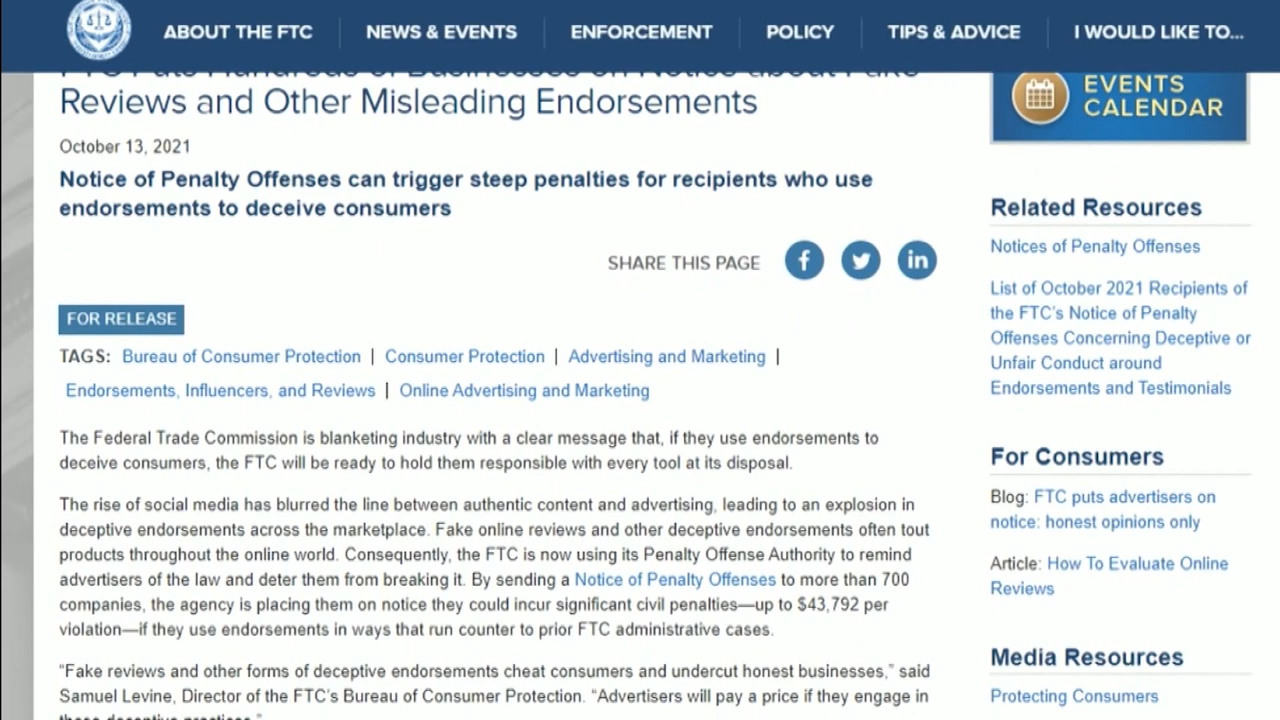 ABOUT THE FTC
NEWS & EVENTS
ENFORCEMENT
POLICY
TIPS & ADVICE
I WOULD LIKE TO...
FTC Puts Hundreds of Businesses on Notice about Fake
Reviews and Other Misleading Endorsements
October 13, 2021
Notice of Penalty Offenses can trigger steep penalties for recipients who use
endorsements to deceive consumers
SHARE THIS PAGE
FOR RELEASE
TAGS: Bureau of Consumer Protection | Consumer Protection | Advertising and Marketing |
Endorsements, Influencers, and Reviews | Online Advertising and Marketing
The Federal Trade Commission is blanketing industry with a clear message that, if they use endorsements to
deceive consumers, the FTC will be ready to hold them responsible with every tool at its disposal.
The rise of social media has blurred the line between authentic content and advertising, leading to an explosion in
deceptive endorsements across the marketplace. Fake online reviews and other deceptive endorsements often tout
products throughout the online world. Consequently, the FTC is now using its Penalty Offense Authority to remind
advertisers of the law and deter them from breaking it. By sending a Notice of Penalty Offenses to more than 700
companies, the agency is placing them on notice they could incur significant civil penalties—up to $43,792 per
violation—if they use endorsements in ways that run counter to prior FTC administrative cases.
“Fake reviews and other forms of deceptive endorsements cheat consumers and undercut honest businesses,” said
Samuel Levine, Director of the FTC’s Bureau of Consumer Protection. “Advertisers will pay a price if they engage in
these deceptive practices.”
EVENTS
CALENDAR
Related Resources
Notices of Penalty Offenses
List of October 2021 Recipients of
the FTC’s Notice of Penalty
Offenses Concerning Deceptive or
Unfair Conduct around
Endorsements and Testimonials
For Consumers
Blog: FTC puts advertisers on
notice: honest opinions only
Article: How To Evaluate Online
Reviews
Media Resources
Protecting Consumers